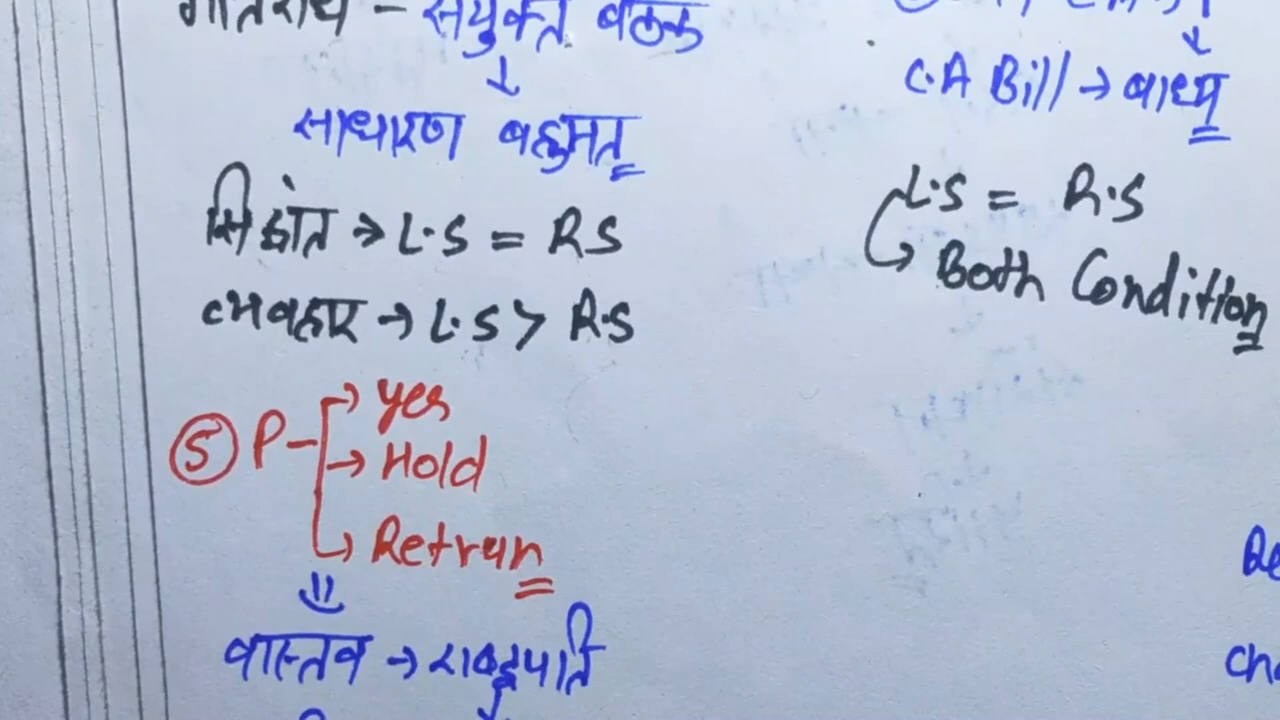 गतिरोध - संयुक्त बैठक
↓
साधारण बहुमत
सिद्धांत → L.S = RS
व्यवहार → L.S > R.S
⑤ P → yes
→ Hold
→ Retrun
वास्तव → राष्ट्रपति
↓
C.A Bill → बाध्य
L.S = R.S
→ Both Condition